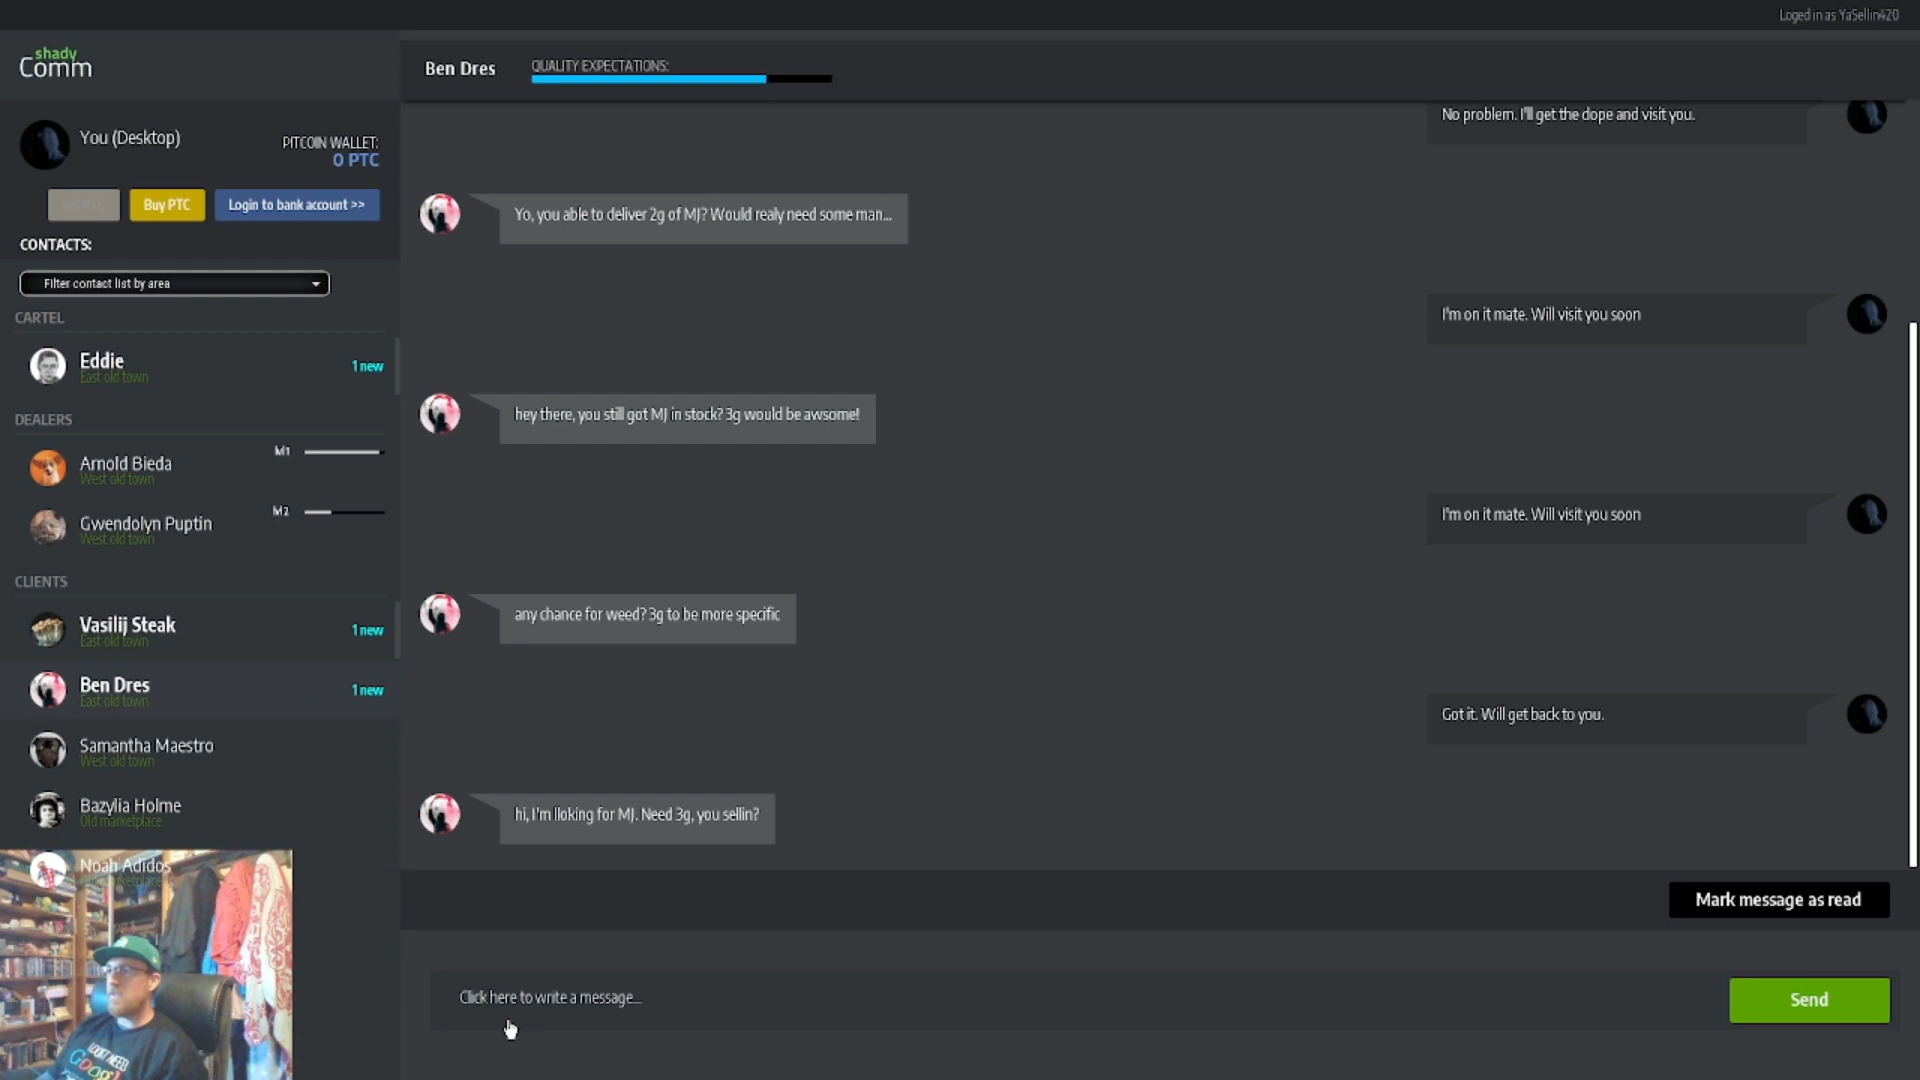 Loged in as YaSellin420
shady
Comm
Ben Dres
QUALITY EXPECTATIONS:
You (Desktop)
PITCOIN WALLET:
0 PTC
Buy PTC
Login to bank account >>
CONTACTS:
Filter contact list by area
CARTEL
Eddie
East old town
1 new
DEALERS
Arnold Bieda
West old town
M1
Gwendolyn Puptin
West old town
M2
CLIENTS
Vasilij Steak
East old town
1 new
Ben Dres
East old town
1 new
Samantha Maestro
West old town
Bazylia Holme
Old marketplace
Noah Adidos
No problem. I'll get the dope and visit you.
Yo, you able to deliver 2g of MJ? Would realy need some man...
I'm on it mate. Will visit you soon
hey there, you still got MJ in stock? 3g would be awsome!
I'm on it mate. Will visit you soon
any chance for weed? 3g to be more specific
Got it. Will get back to you.
hi, I'm lloking for MJ. Need 3g, you sellin?
Mark message as read
Click here to write a message...
Send